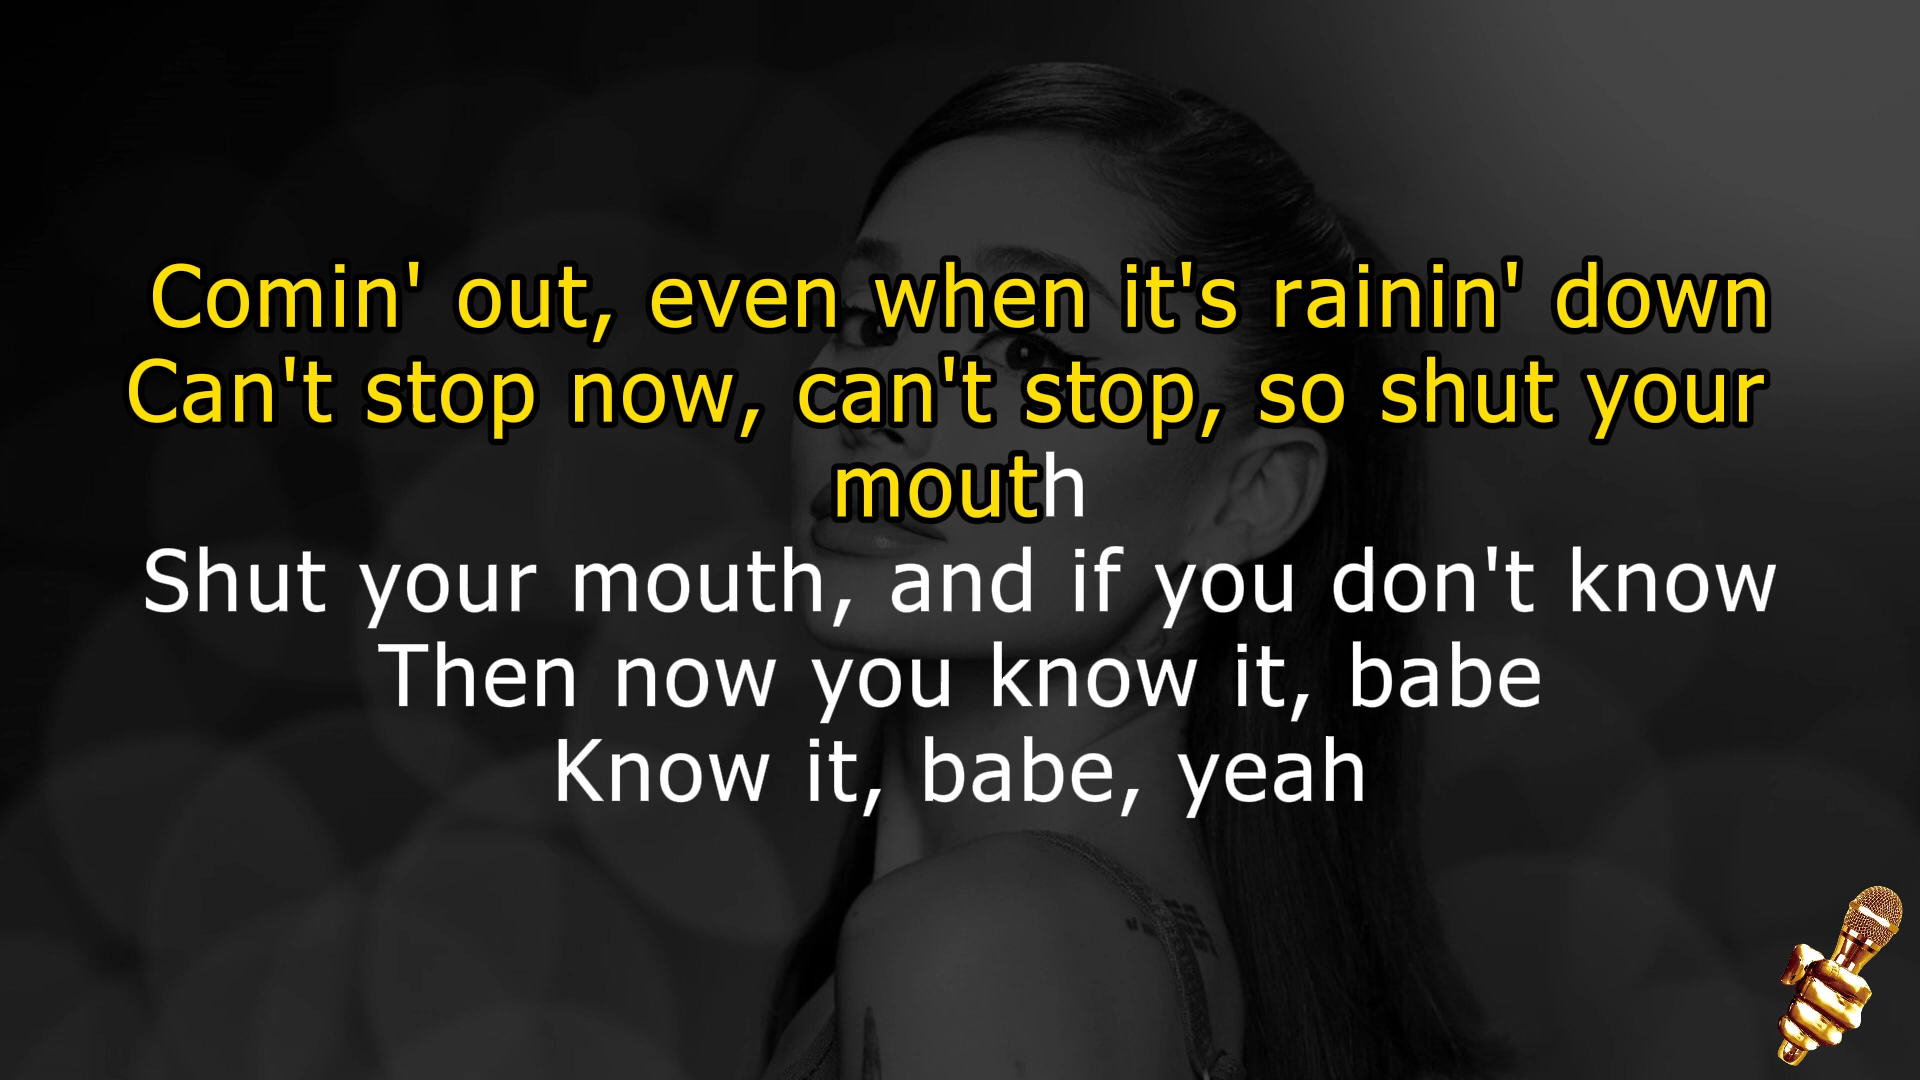 Comin' out, even when it's rainin' down
Can't stop now, can't stop, so shut your
mouth
Shut your mouth, and if you don't know
Then now you know it, babe
Know it, babe, yeah